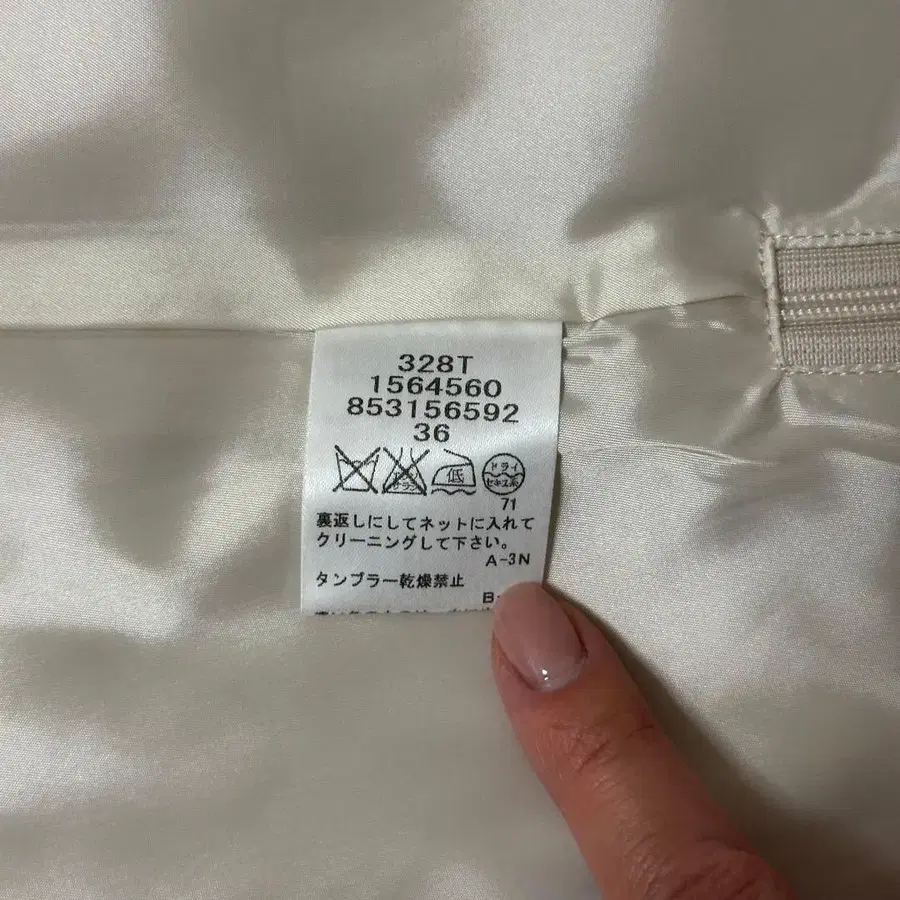 328T
1564560
853156592
36
低
ドライ
セキユ系
71
裏返しにしてネットに入れて
クリーニングして下さい。
A-3N
タンブラー乾燥禁止
B-